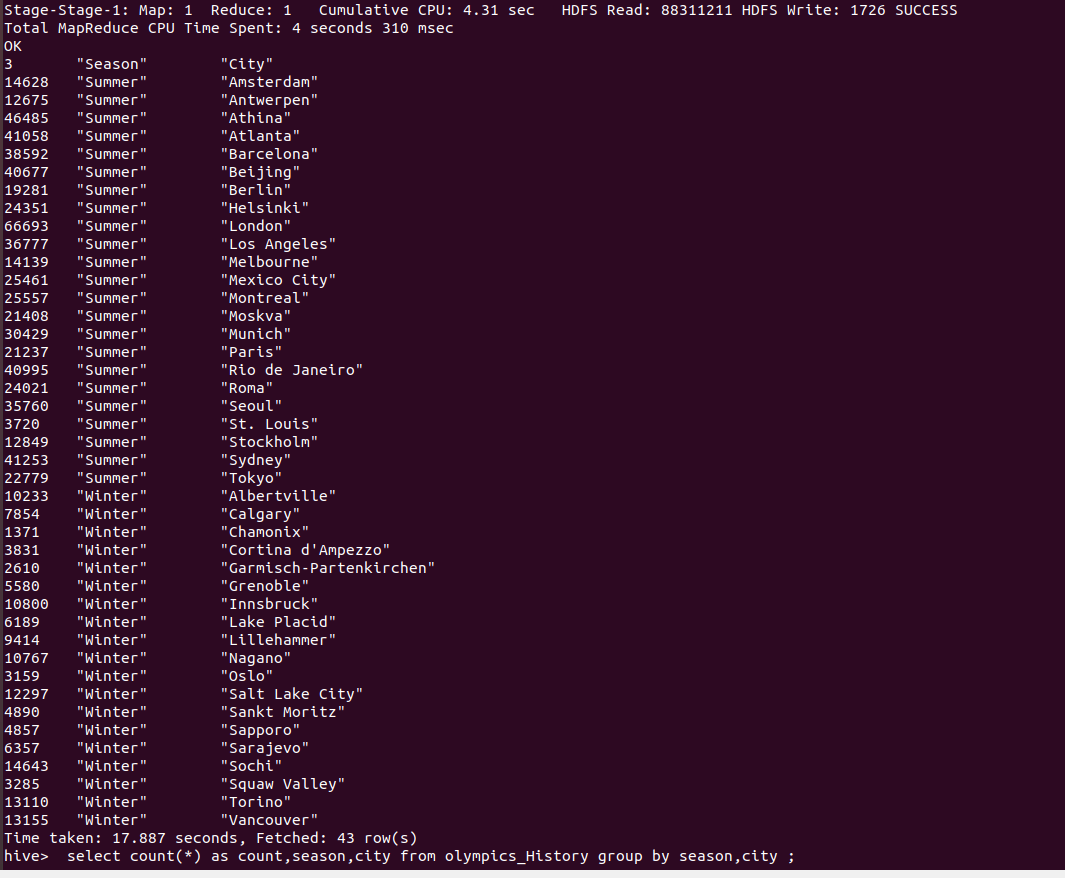 Stage-Stage-1: Map: 1  Reduce: 1   Cumulative CPU: 4.31 sec   HDFS Read: 88311211 HDFS Write: 1726 SUCCESS
Total MapReduce CPU Time Spent: 4 seconds 310 msec
OK
3       "Season"        "City"
14628   "Summer"        "Amsterdam"
12675   "Summer"        "Antwerpen"
46485   "Summer"        "Athina"
41058   "Summer"        "Atlanta"
38592   "Summer"        "Barcelona"
40677   "Summer"        "Beijing"
19281   "Summer"        "Berlin"
24351   "Summer"        "Helsinki"
66693   "Summer"        "London"
36777   "Summer"        "Los Angeles"
14139   "Summer"        "Melbourne"
25461   "Summer"        "Mexico City"
25557   "Summer"        "Montreal"
21408   "Summer"        "Moskva"
30429   "Summer"        "Munich"
21237   "Summer"        "Paris"
40995   "Summer"        "Rio de Janeiro"
24021   "Summer"        "Roma"
35760   "Summer"        "Seoul"
3720    "Summer"        "St. Louis"
12849   "Summer"        "Stockholm"
41253   "Summer"        "Sydney"
22779   "Summer"        "Tokyo"
10233   "Winter"        "Albertville"
7854    "Winter"        "Calgary"
1371    "Winter"        "Chamonix"
3831    "Winter"        "Cortina d'Ampezzo"
2610    "Winter"        "Garmisch-Partenkirchen"
5580    "Winter"        "Grenoble"
10800   "Winter"        "Innsbruck"
6189    "Winter"        "Lake Placid"
9414    "Winter"        "Lillehammer"
10767   "Winter"        "Nagano"
3159    "Winter"        "Oslo"
12297   "Winter"        "Salt Lake City"
4890    "Winter"        "Sankt Moritz"
4857    "Winter"        "Sapporo"
6357    "Winter"        "Sarajevo"
14643   "Winter"        "Sochi"
3285    "Winter"        "Squaw Valley"
13110   "Winter"        "Torino"
13155   "Winter"        "Vancouver"
Time taken: 17.887 seconds, Fetched: 43 row(s)
hive>  select count(*) as count,season,city from olympics_History group by season,city ;